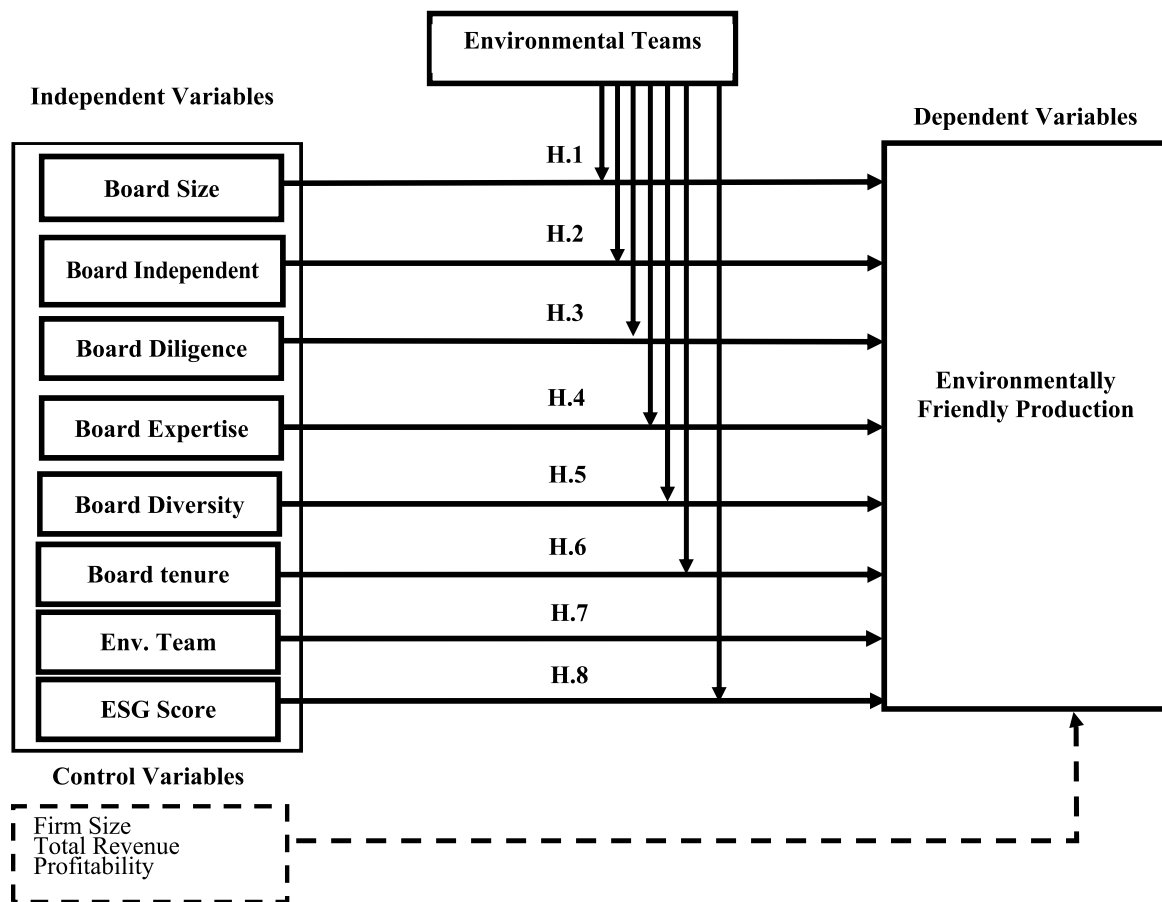 Environmental Teams
Independent Variables
Dependent Variables
H.1
Board Size
H.2
Board Independent
H.3
Board Diligence
Environmentally
Friendly Production
H.4
Board Expertise
H.5
Board Diversity
H.6
Board tenure
H.7
Env. Team
H.8
ESG Score
Control Variables
Firm Size
Total Revenue
Profitability